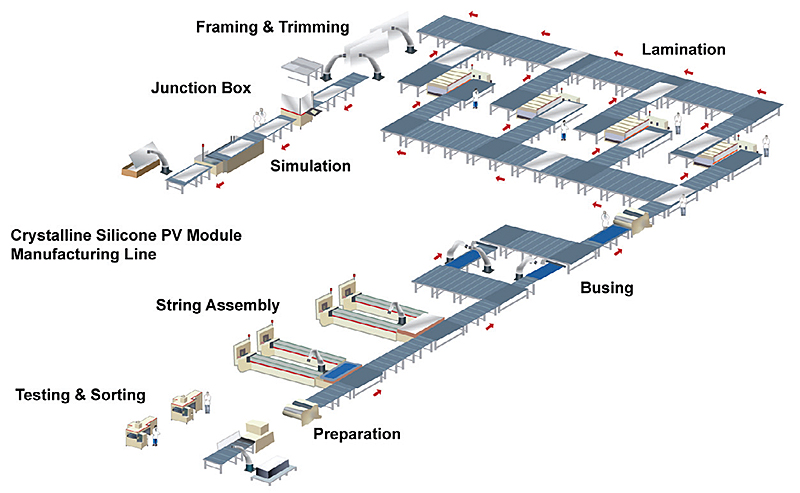 Framing & Trimming
Lamination
Junction Box
Simulation
Crystalline Silicone PV Module
Manufacturing Line
Busing
String Assembly
Testing & Sorting
Preparation